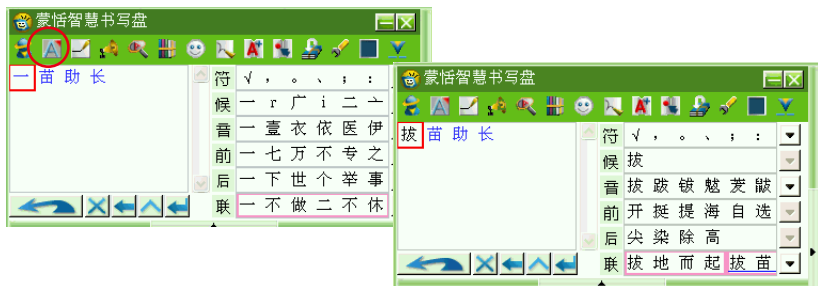 蒙恬智慧书写盘
一 苗 助 长
符 √ ， 。 、 ； ：
候 一 r 广 i 二 亠
音 一 壹 衣 依 医 伊
前 一 七 万 不 专 之
后 一 下 世 个 举 事
联 一 不 做 二 不 休
蒙恬智慧书写盘
拔 苗 助 长
符 √ ， 。 、 ； ：
候 拔
音 拔 跋 钹 魃 茇 鼥
前 开 挺 提 海 自 选
后 尖 染 除 高
联 拔 地 而 起 拔 苗